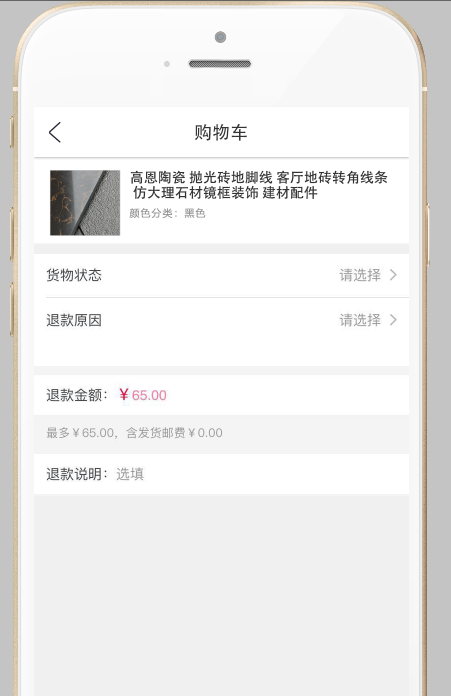 购物车
高恩陶瓷 抛光砖地脚线 客厅地砖转角线条
仿大理石材镜框装饰 建材配件
颜色分类：黑色
货物状态 请选择
退款原因 请选择
退款金额：￥65.00
最多￥65.00，含发货邮费￥0.00
退款说明：选填